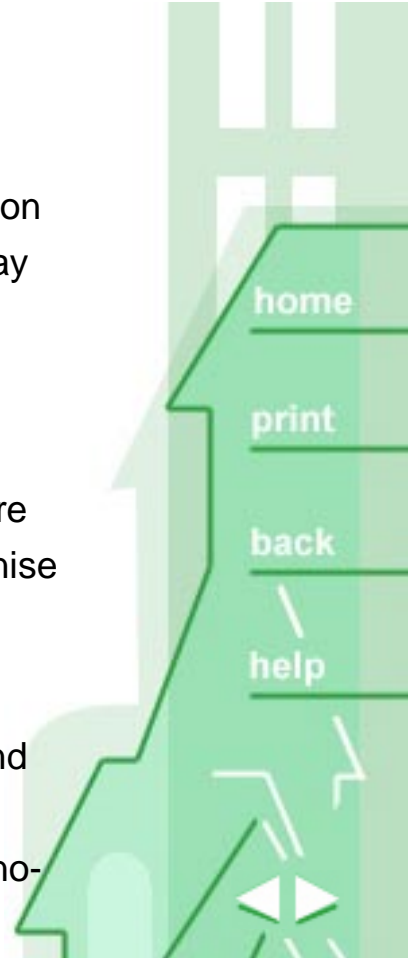 on
ay
home
print
re
back
nise
help
nd
no-